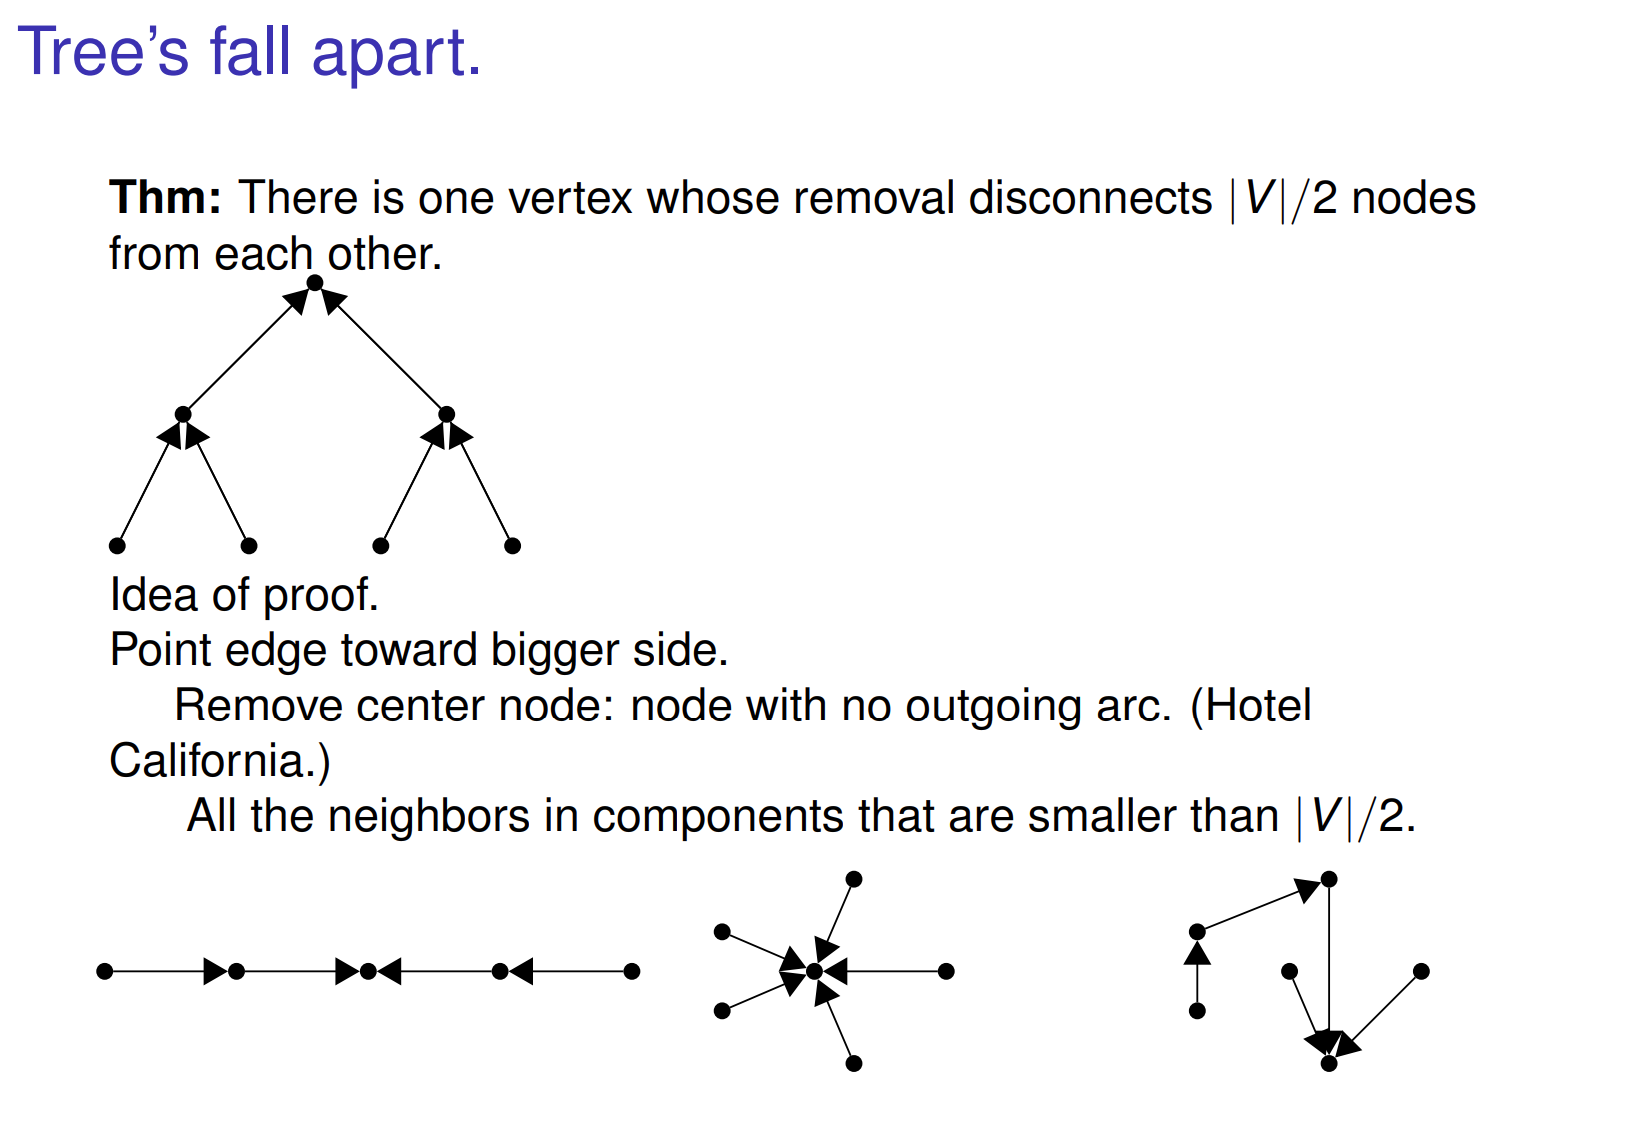 Tree's fall apart.
Thm: There is one vertex whose removal disconnects |V|/2 nodes
from each other.
Idea of proof.
Point edge toward bigger side.
Remove center node: node with no outgoing arc. (Hotel
California.)
All the neighbors in components that are smaller than |V|/2.